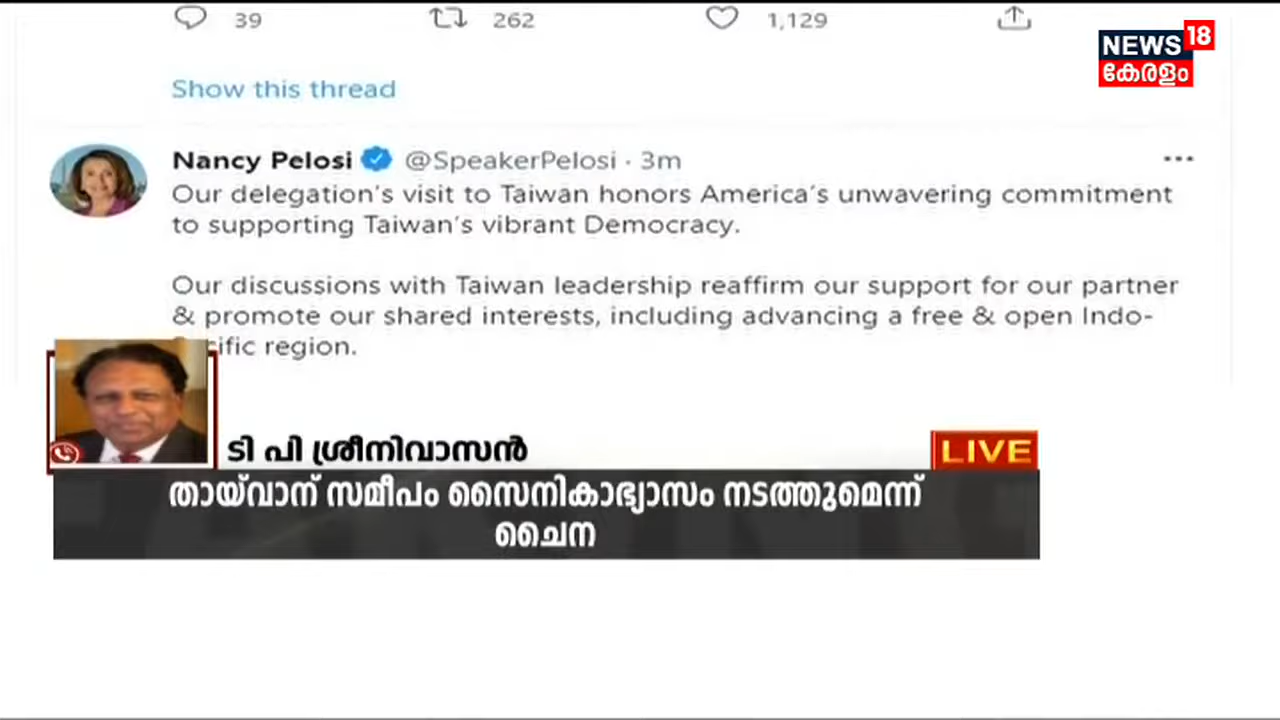 39 262 1,129
NEWS 18
കേരളം
Show this thread
Nancy Pelosi @SpeakerPelosi · 3m
Our delegation's visit to Taiwan honors America's unwavering commitment
to supporting Taiwan's vibrant Democracy.
Our discussions with Taiwan leadership reaffirm our support for our partner
& promote our shared interests, including advancing a free & open Indo-
cific region.
ടി പി ശ്രീനിവാസൻ
LIVE
തായ്‌വാന് സമീപം സൈനികാഭ്യാസം നടത്തുമെന്ന്
ചൈന